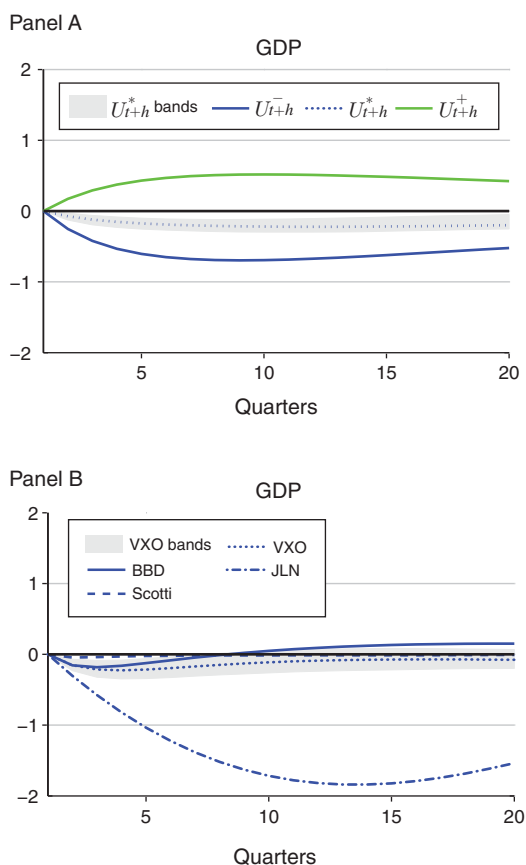 Panel A
GDP
2
U*t+h bands U−t+h U*t+h U+t+h
1
0
−1
−2
5 10 15 20
Quarters
Panel B
GDP
2
VXO bands VXO
BBD JLN
Scotti
1
0
−1
−2
5 10 15 20
Quarters